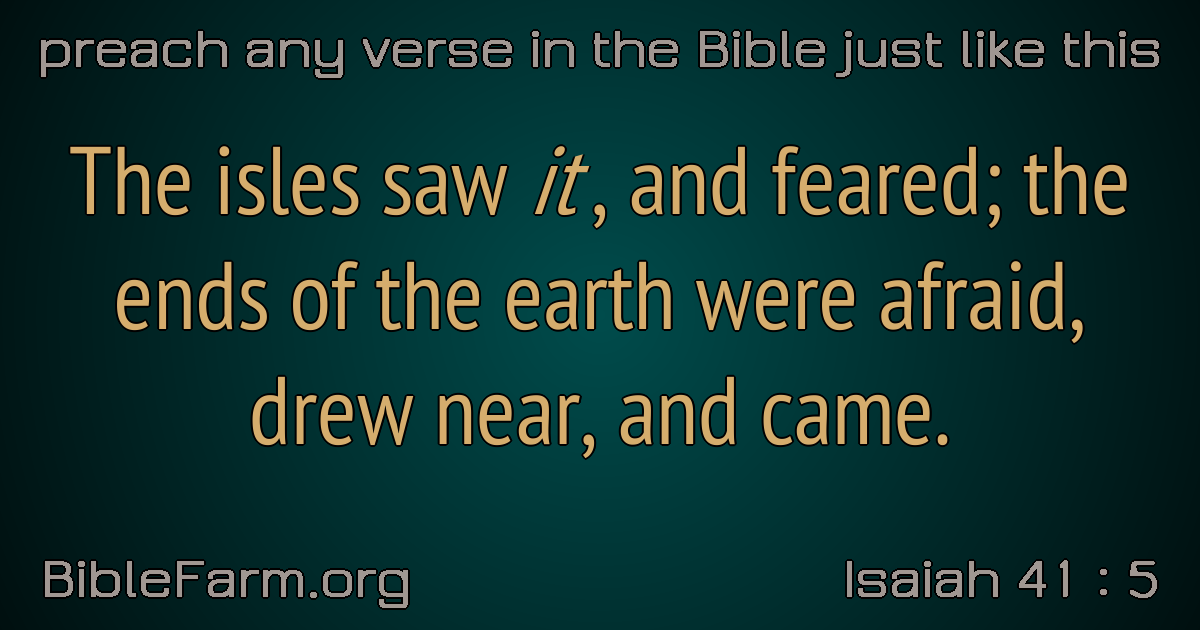 preach any verse in the Bible just like this
The isles saw it, and feared; the
ends of the earth were afraid,
drew near, and came.
BibleFarm.org
Isaiah 41 : 5